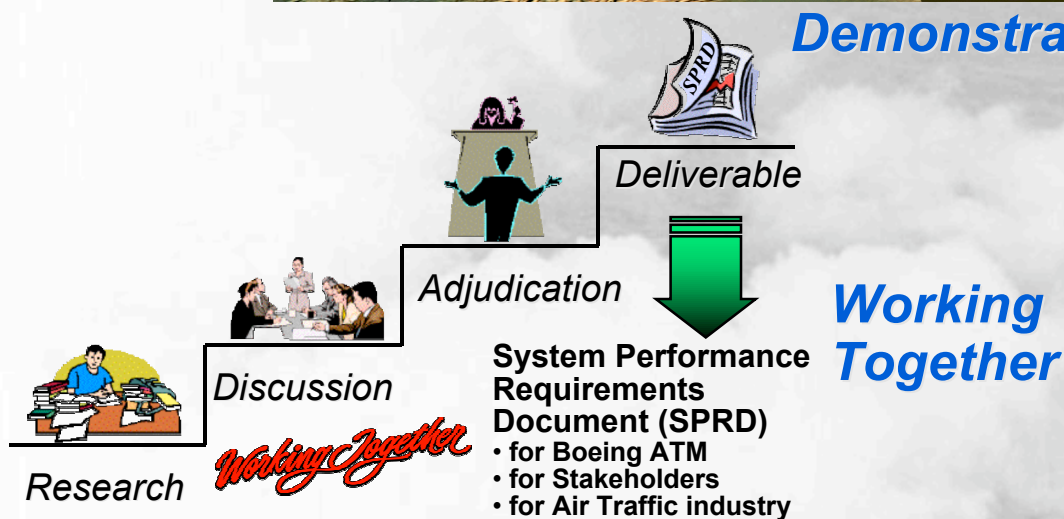 Demonstra
SPRD
Deliverable
Adjudication
Working
Together
System Performance
Requirements
Document (SPRD)
• for Boeing ATM
• for Stakeholders
• for Air Traffic industry
Discussion
Working Together
Research